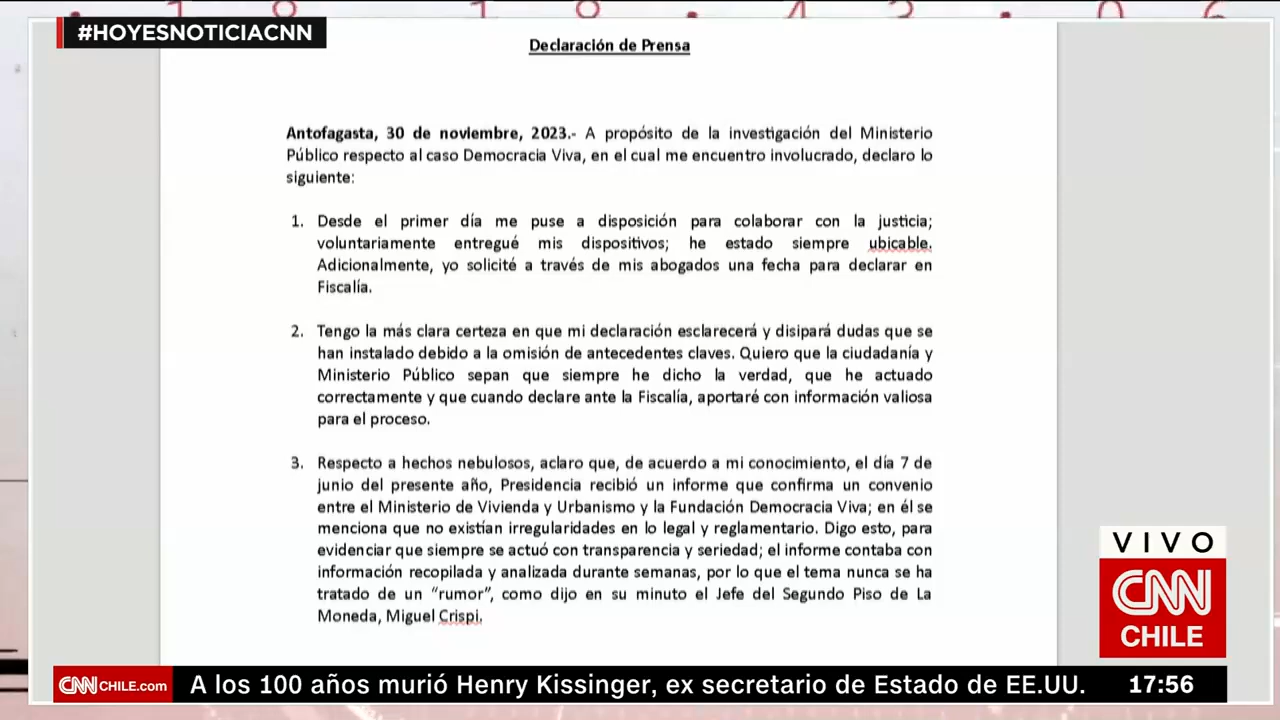 #HOYESNOTICIACNN
Declaración de Prensa
Antofagasta, 30 de noviembre, 2023.- A propósito de la investigación del Ministerio
Público respecto al caso Democracia Viva, en el cual me encuentro involucrado, declaro lo
siguiente:
1. Desde el primer día me puse a disposición para colaborar con la justicia;
voluntariamente entregué mis dispositivos; he estado siempre ubicable.
Adicionalmente, yo solicité a través de mis abogados una fecha para declarar en
Fiscalía.
2. Tengo la más clara certeza en que mi declaración esclarecerá y disipará dudas que se
han instalado debido a la omisión de antecedentes claves. Quiero que la ciudadanía y
Ministerio Público sepan que siempre he dicho la verdad, que he actuado
correctamente y que cuando declare ante la Fiscalía, aportaré con información valiosa
para el proceso.
3. Respecto a hechos nebulosos, aclaro que, de acuerdo a mi conocimiento, el día 7 de
junio del presente año, Presidencia recibió un informe que confirma un convenio
entre el Ministerio de Vivienda y Urbanismo y la Fundación Democracia Viva; en él se
menciona que no existían irregularidades en lo legal y reglamentario. Digo esto, para
evidenciar que siempre se actuó con transparencia y seriedad; el informe contaba con
información recopilada y analizada durante semanas, por lo que el tema nunca se ha
tratado de un “rumor”, como dijo en su minuto el Jefe del Segundo Piso de La
Moneda, Miguel Crispi.
VIVO
CNN
CHILE
CNNCHILE.com
A los 100 años murió Henry Kissinger, ex secretario de Estado de EE.UU.
17:56